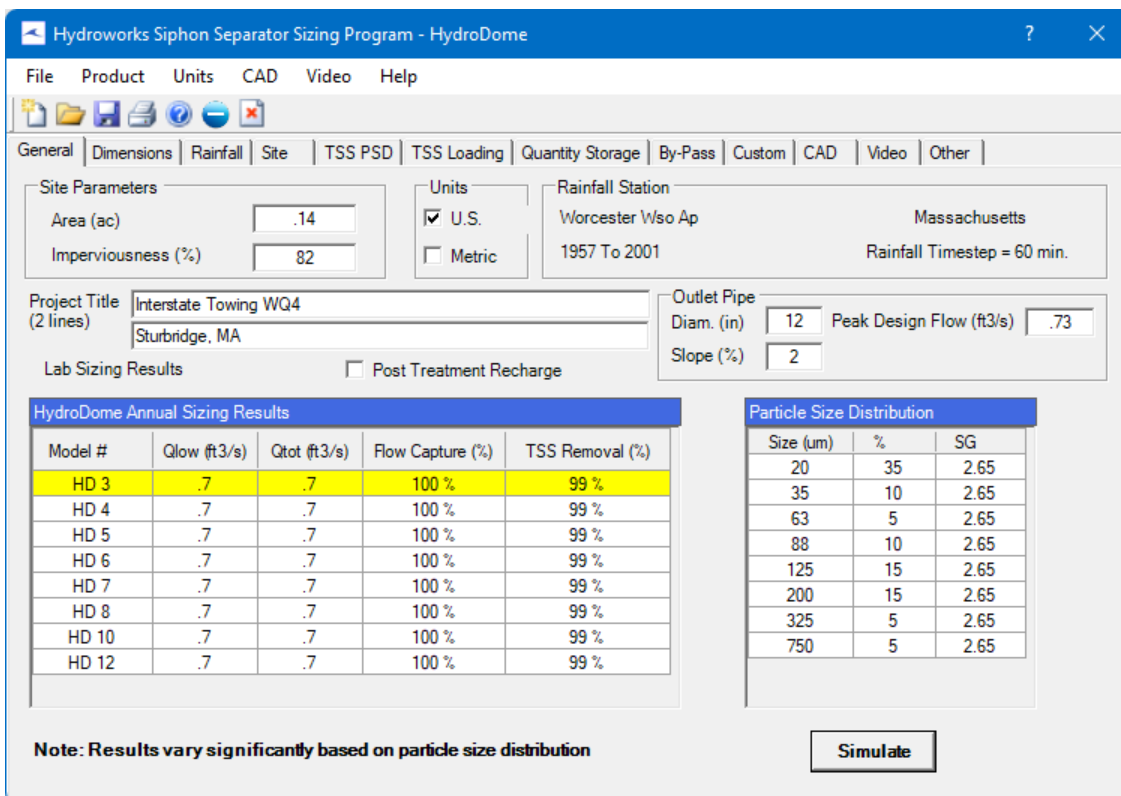 Hydroworks Siphon Separator Sizing Program - HydroDome ?
File Product Units CAD Video Help
General Dimensions Rainfall Site TSS PSD TSS Loading Quantity Storage By-Pass Custom CAD Video Other
Site Parameters
Area (ac) .14
Imperviousness (%) 82
Units
U.S.
Metric
Rainfall Station
Worcester Wso Ap Massachusetts
1957 To 2001 Rainfall Timestep = 60 min.
Project Title
(2 lines)
Interstate Towing WQ4
Sturbridge, MA
Outlet Pipe
Diam. (in) 12 Peak Design Flow (ft3/s) .73
Slope (%) 2
Lab Sizing Results Post Treatment Recharge
HydroDome Annual Sizing Results
Model # Qlow (ft3/s) Qtot (ft3/s) Flow Capture (%) TSS Removal (%)
HD 3 .7 .7 100 % 99 %
HD 4 .7 .7 100 % 99 %
HD 5 .7 .7 100 % 99 %
HD 6 .7 .7 100 % 99 %
HD 7 .7 .7 100 % 99 %
HD 8 .7 .7 100 % 99 %
HD 10 .7 .7 100 % 99 %
HD 12 .7 .7 100 % 99 %
Particle Size Distribution
Size (um) % SG
20 35 2.65
35 10 2.65
63 5 2.65
88 10 2.65
125 15 2.65
200 15 2.65
325 5 2.65
750 5 2.65
Note: Results vary significantly based on particle size distribution
Simulate